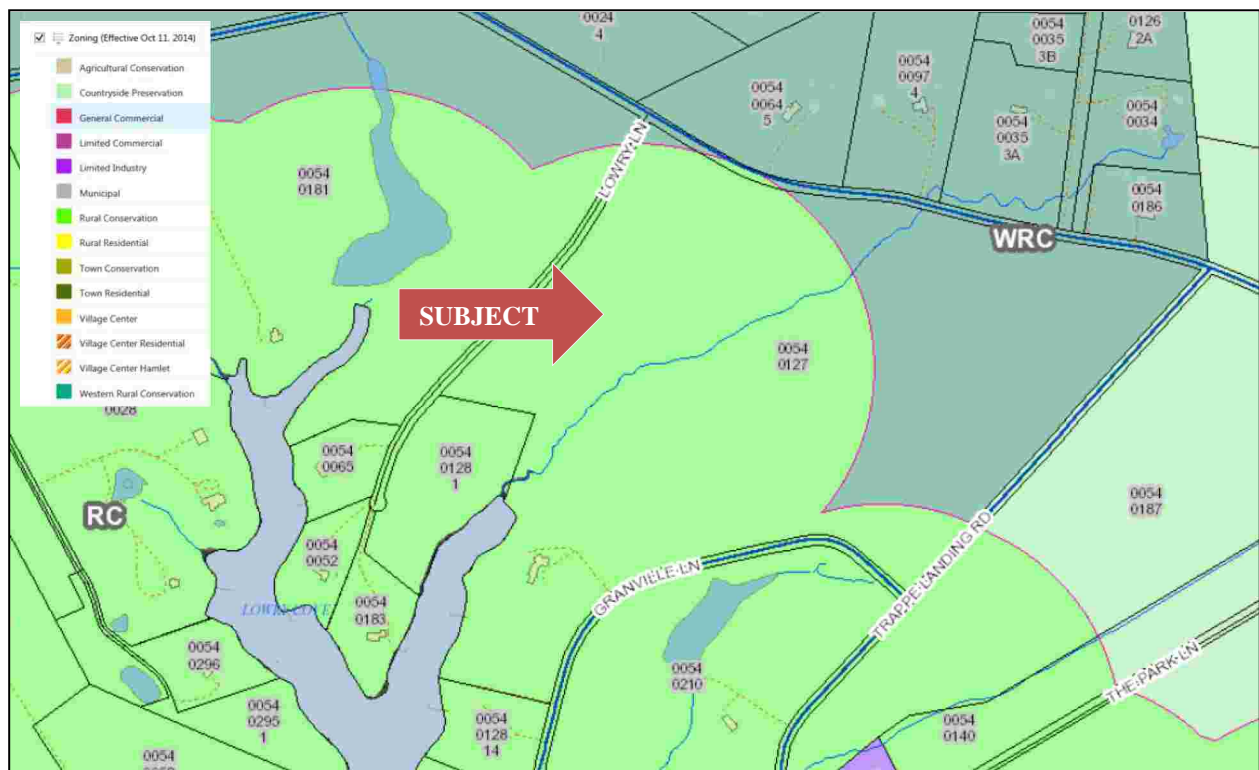 Zoning (Effective Oct 11. 2014)
Agricultural Conservation
Countryside Preservation
General Commercial
Limited Commercial
Limited Industry
Municipal
Rural Conservation
Rural Residential
Town Conservation
Town Residential
Village Center
Village Center Residential
Village Center Hamlet
Western Rural Conservation
0024
4
0054
0035
3B
0126
2A
0054
0064
5
0054
0097
4
0054
0035
3A
0054
0034
0054
0186
0054
0181
LOWRY LN
WRC
SUBJECT
0054
0127
0028
0054
0065
0054
0128
1
0054
0187
RC
0054
0052
GRANVILLE LN
TRAPPE LANDING RD
0054
0183
0054
0296
0054
0210
THE PARK LN
0054
0295
1
0054
0128
14
0054
0140
0054